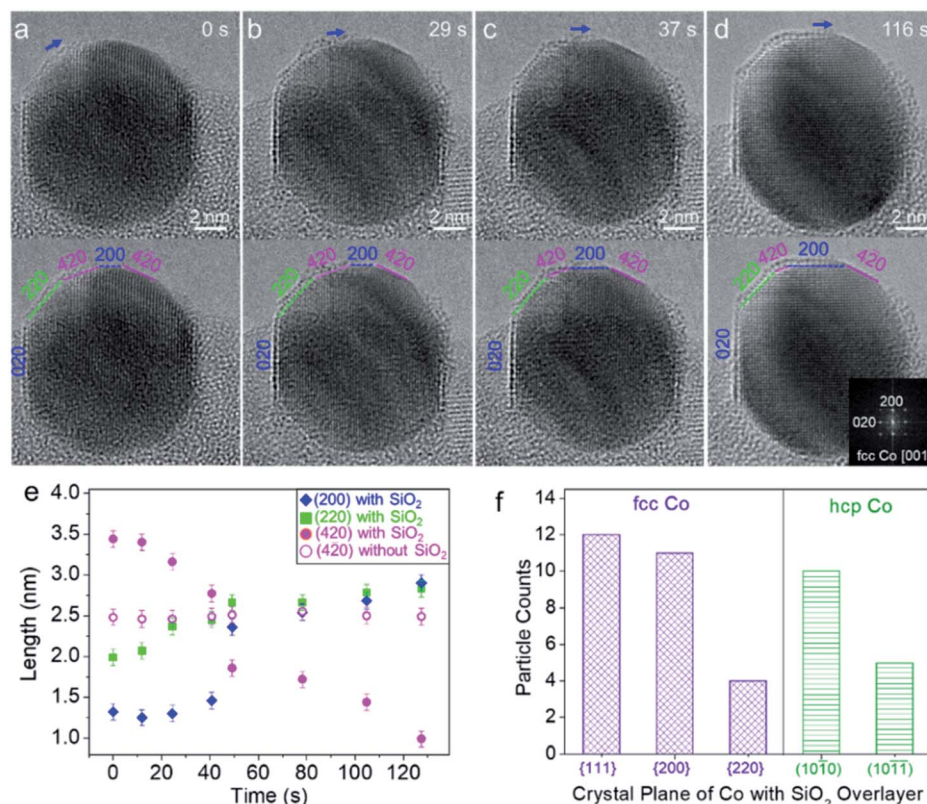 a
0 s
b
29 s
c
37 s
d
116 s
2 nm
2 nm
2 nm
2 nm
020
220
420
200
420
020
220
420
200
420
020
220
420
200
420
020
220
420
200
420
200
020
fcc Co [001]
e
4.0
3.5
3.0
2.5
2.0
1.5
1.0
Length (nm)
(200) with SiO₂
(220) with SiO₂
(420) with SiO₂
(420) without SiO₂
0 20 40 60 80 100 120
Time (s)
f
14
12
10
8
6
4
2
0
Particle Counts
fcc Co
hcp Co
{111} {200} {220} (101̅0) (101̅1̅)
Crystal Plane of Co with SiO₂ Overlayer